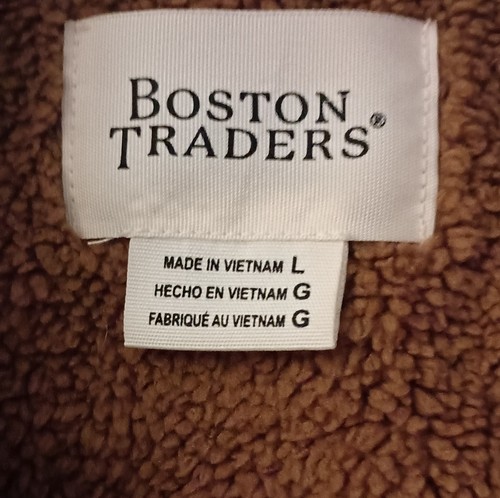 BOSTON
TRADERS®
MADE IN VIETNAM L
HECHO EN VIETNAM G
FABRIQUÉ AU VIETNAM G